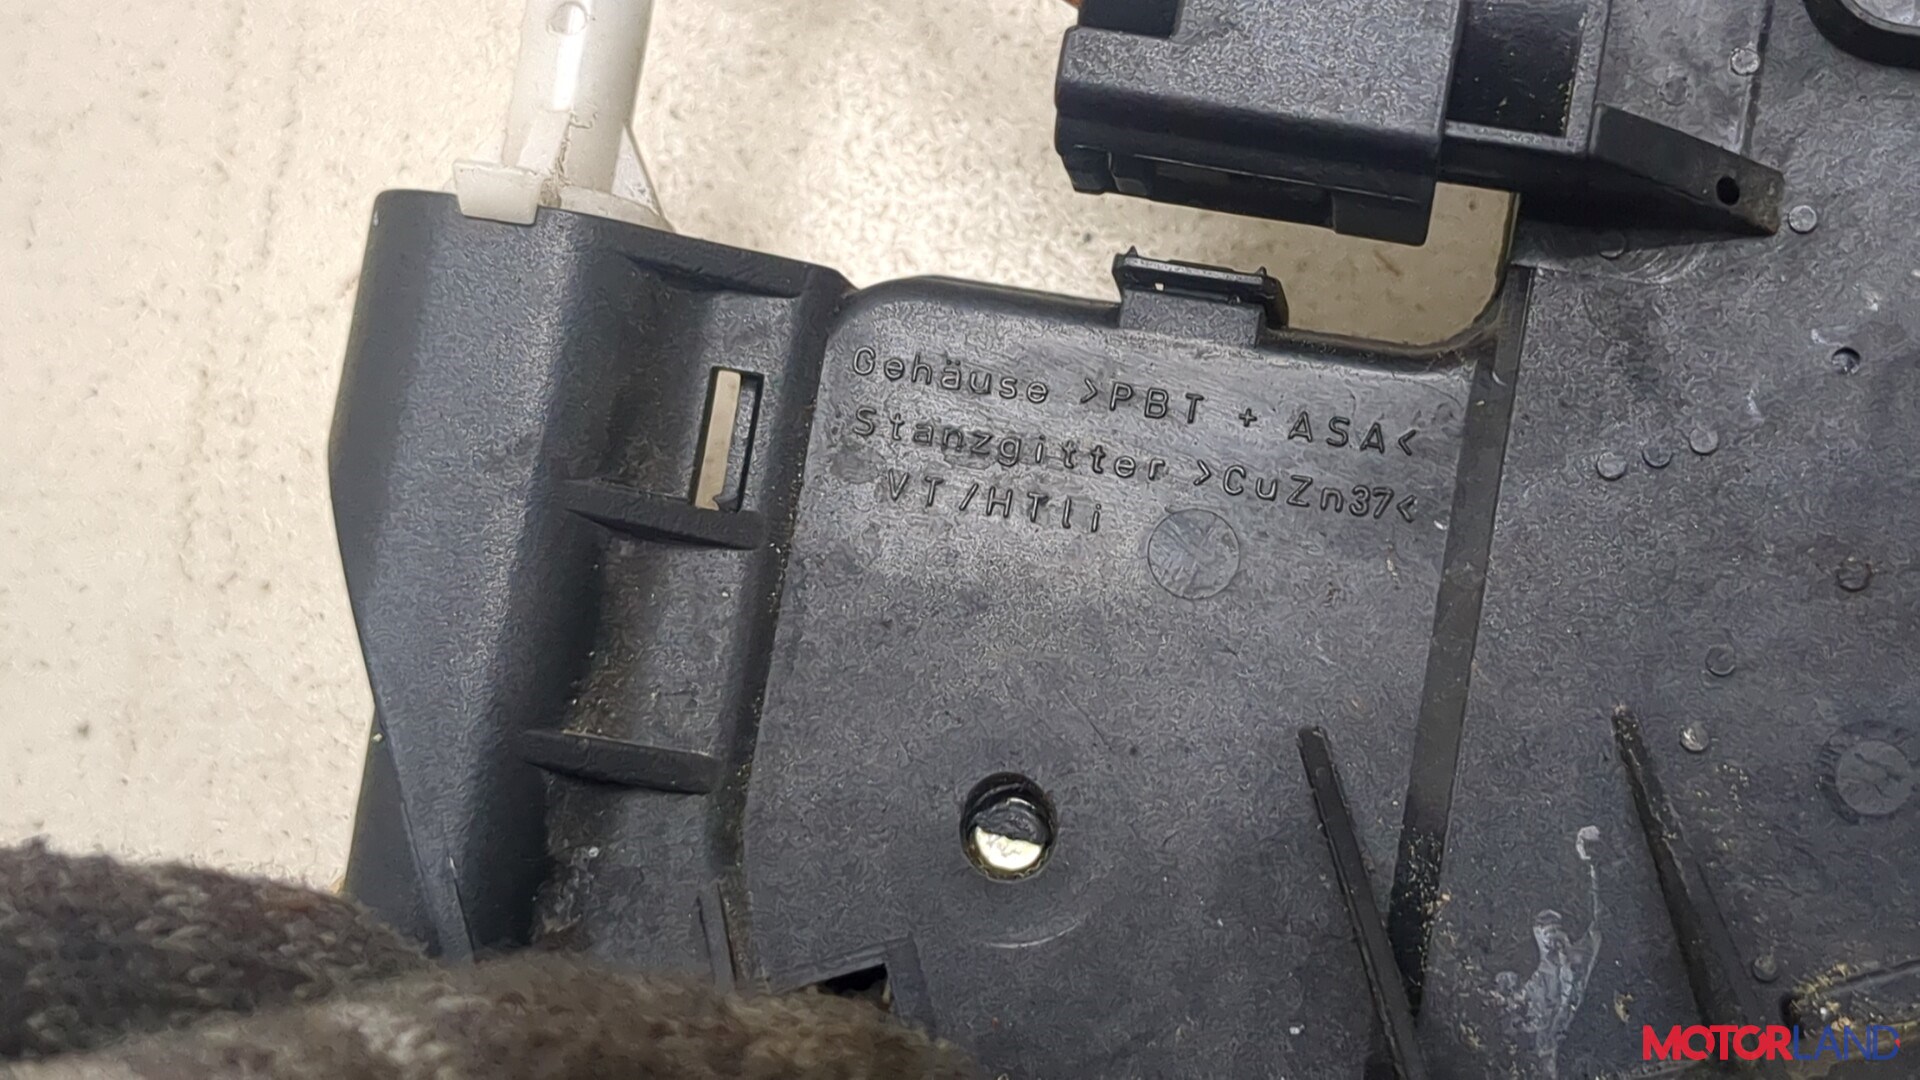 Gehäuse >PBT + ASA<
Stanzgitter >CuZn37<
VT/HTli
MOTORLAND